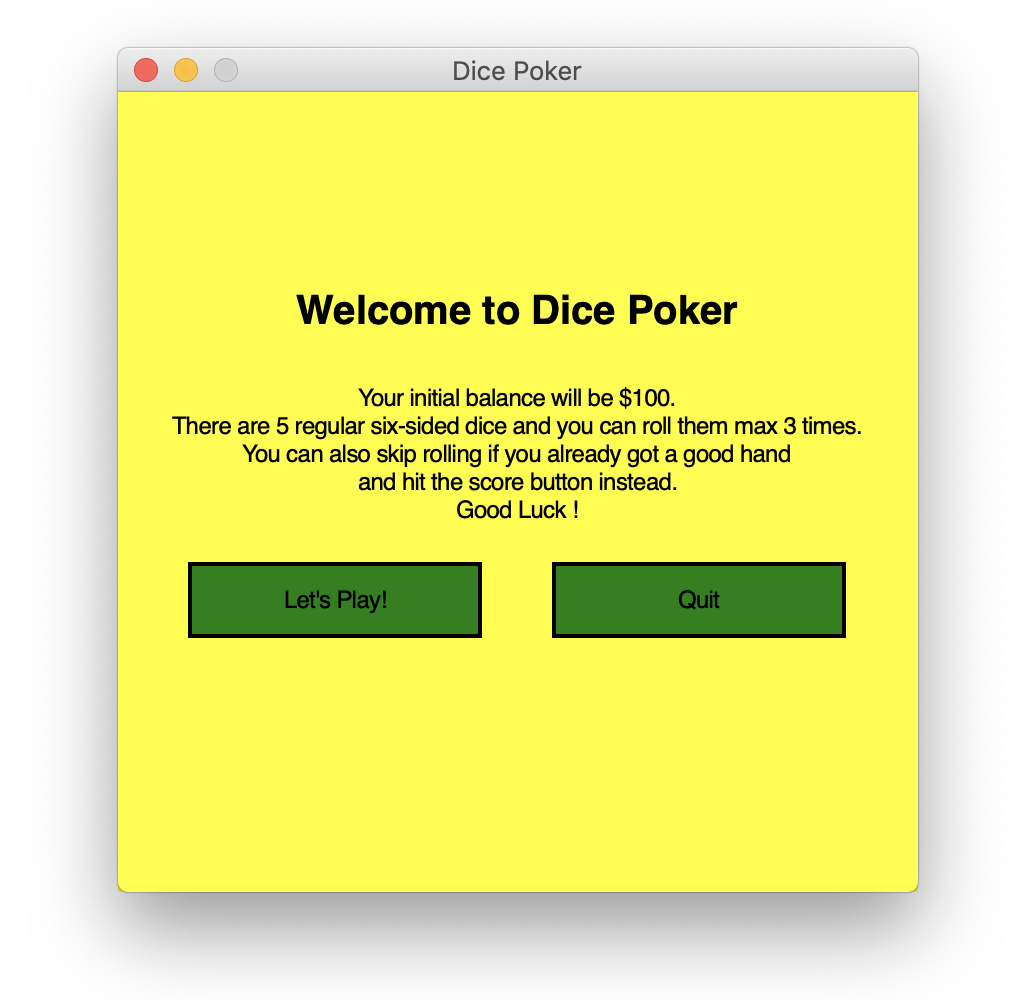 Dice Poker
Welcome to Dice Poker
Your initial balance will be $100.
There are 5 regular six-sided dice and you can roll them max 3 times.
You can also skip rolling if you already got a good hand
and hit the score button instead.
Good Luck !
Let's Play!
Quit